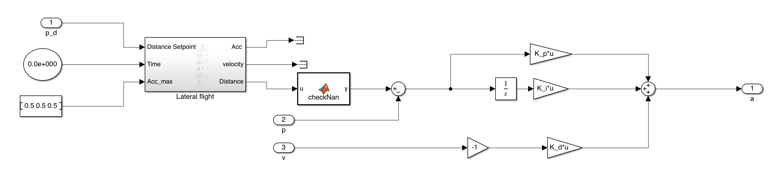 1
p_d
0.0e+000
[ 0.5 0.5 0.5 ]
Distance Setpoint
Time
Acc_max
Acc
velocity
Distance
Lateral flight
u
y
checkNan
2
p
3
v
+
−
1
s
-1
K_p*u
K_i*u
K_d*u
+
+
+
1
a